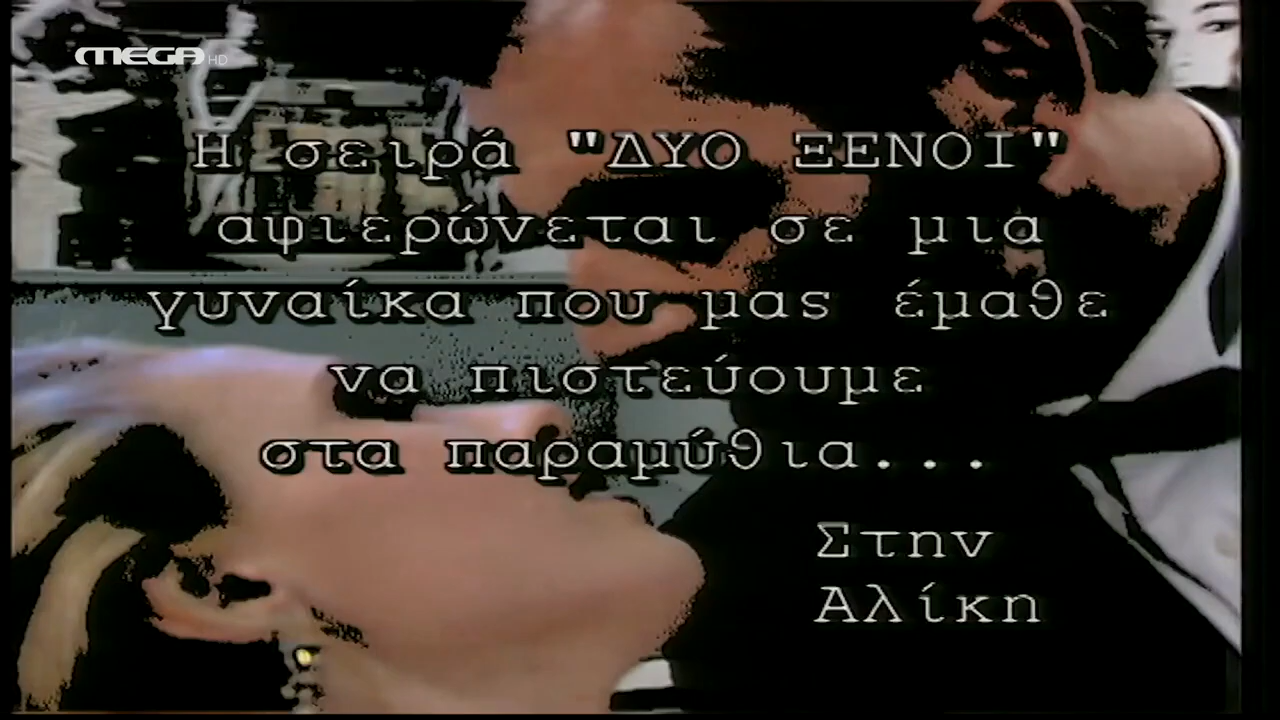 MEGA HD
Η σειρά "ΔΥΟ ΞΕΝΟΙ"
αφιερώνεται σε μια
γυναίκα που μας έμαθε
να πιστεύουμε
στα παραμύθια...
Στην
Αλίκη